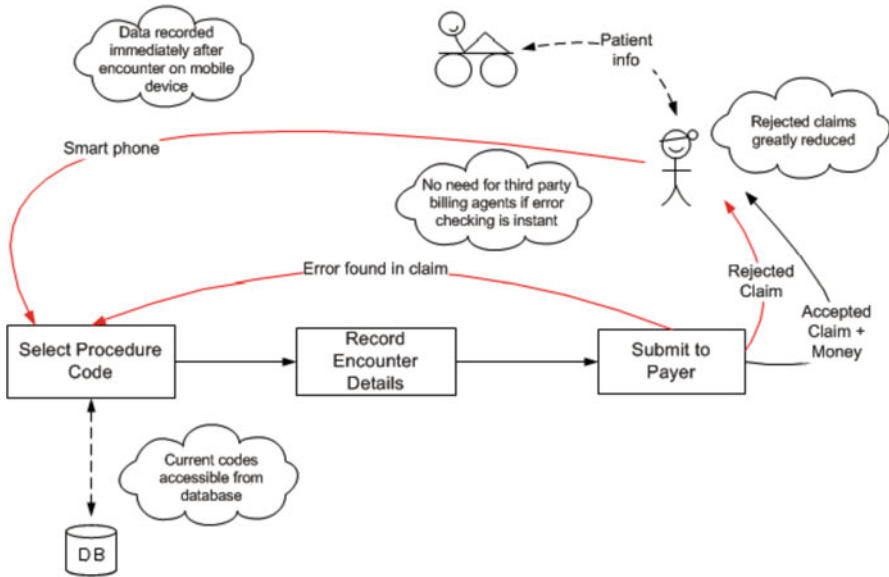 Data recorded
immediately after
encounter on mobile
device
Patient
info
Rejected claims
greatly reduced
Smart phone
No need for third party
billing agents if error
checking is instant
Error found in claim
Rejected
Claim
Accepted
Claim +
Money
Select Procedure
Code
Record
Encounter
Details
Submit to
Payer
Current codes
accessible from
database
DB